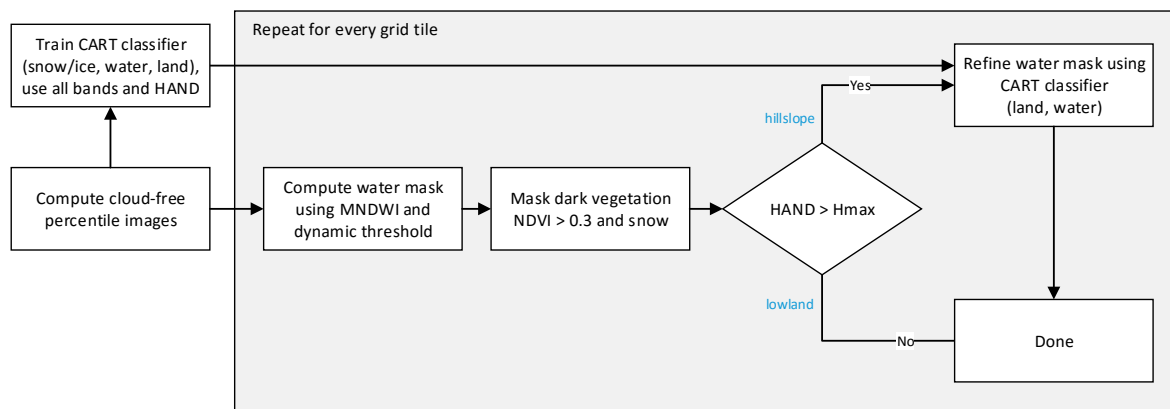 Repeat for every grid tile
Train CART classifier
(snow/ice, water, land),
use all bands and HAND
Refine water mask using
CART classifier
(land, water)
Yes
hillslope
Compute cloud-free
percentile images
Compute water mask
using MNDWI and
dynamic threshold
Mask dark vegetation
NDVI > 0.3 and snow
HAND > Hmax
lowland
No
Done